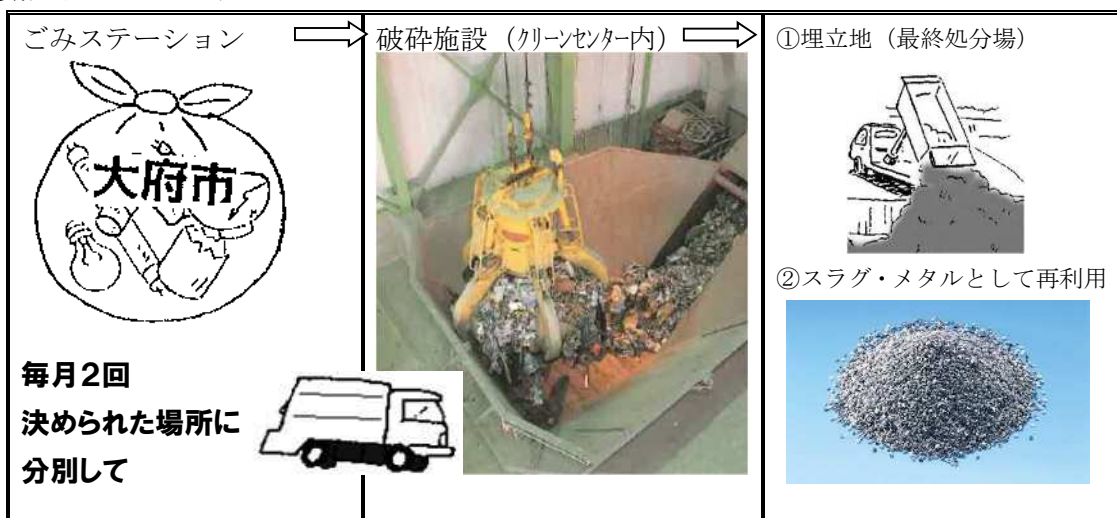 ごみステーション
大府市
毎月2回
決められた場所に
分別して
破砕施設（ｸﾘｰﾝｾﾝﾀｰ内）
①埋立地（最終処分場）
②スラグ・メタルとして再利用